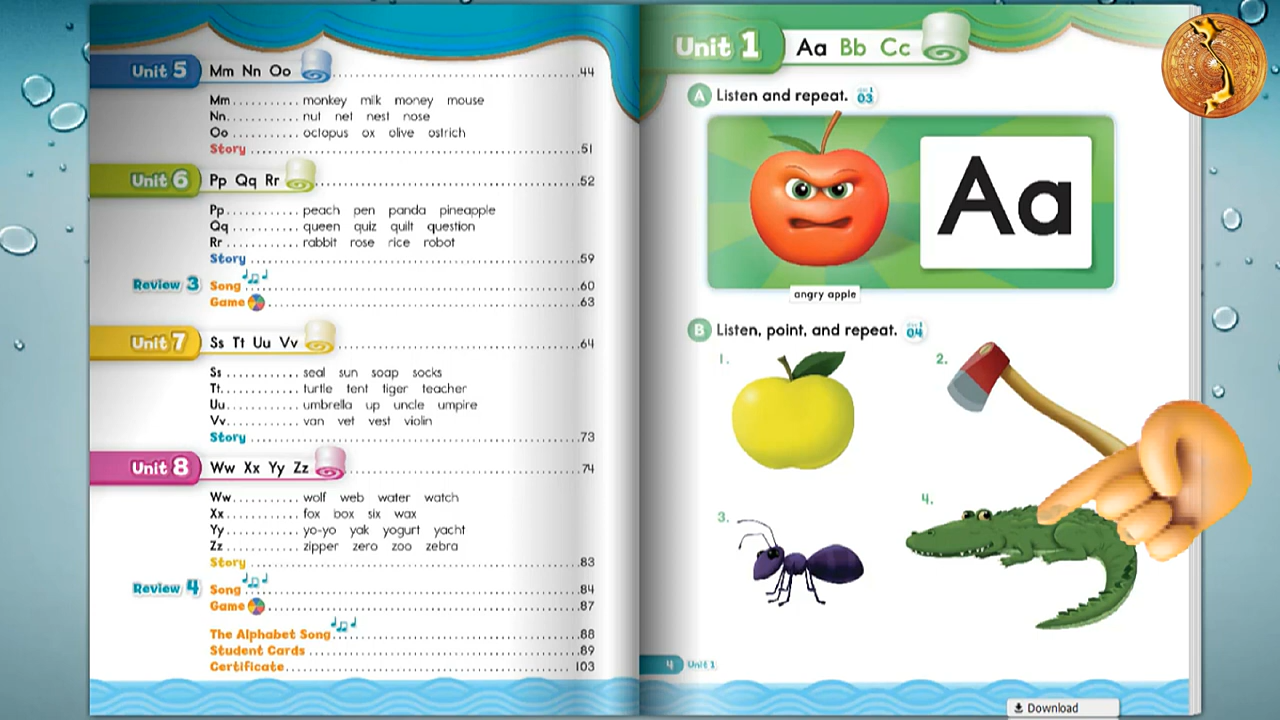 Unit 5 Mm Nn Oo ........ 44
Mm ........... monkey milk money mouse
Nn ........... nut net nest nose
Oo ........... octopus ox olive ostrich
Story ........ 51
Unit 6 Pp Qq Rr ........ 52
Pp ........... peach pen panda pineapple
Qq ........... queen quiz quilt question
Rr ........... rabbit rose rice robot
Story ........ 59
Review 3 Song ........ 60
Game ........ 63
Unit 7 Ss Tt Uu Vv ........ 64
Ss ........... seal sun soap socks
Tt ........... turtle tent tiger teacher
Uu ........... umbrella up uncle umpire
Vv ........... van vet vest violin
Story ........ 73
Unit 8 Ww Xx Yy Zz ........ 74
Ww ........... wolf web water watch
Xx ........... fox box six wax
Yy ........... yo-yo yak yogurt yacht
Zz ........... zipper zero zoo zebra
Story ........ 83
Review 4 Song ........ 84
Game ........ 87
The Alphabet Song ........ 88
Student Cards ........ 89
Certificate ........ 103
Unit 1 Aa Bb Cc
A Listen and repeat. 03
Aa
angry apple
B Listen, point, and repeat. 04
1.
2.
3.
4.
4 Unit 1
Download